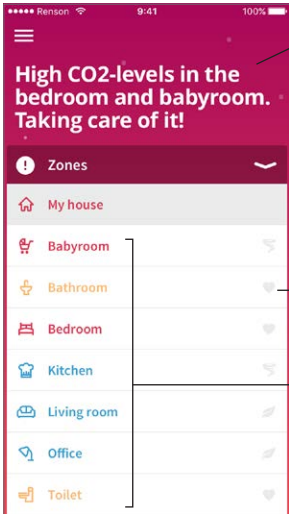 Renson 9:41 100%
High CO2-levels in the
bedroom and babyroom.
Taking care of it!
Zones
My house
Babyroom
Bathroom
Bedroom
Kitchen
Living room
Office
Toilet